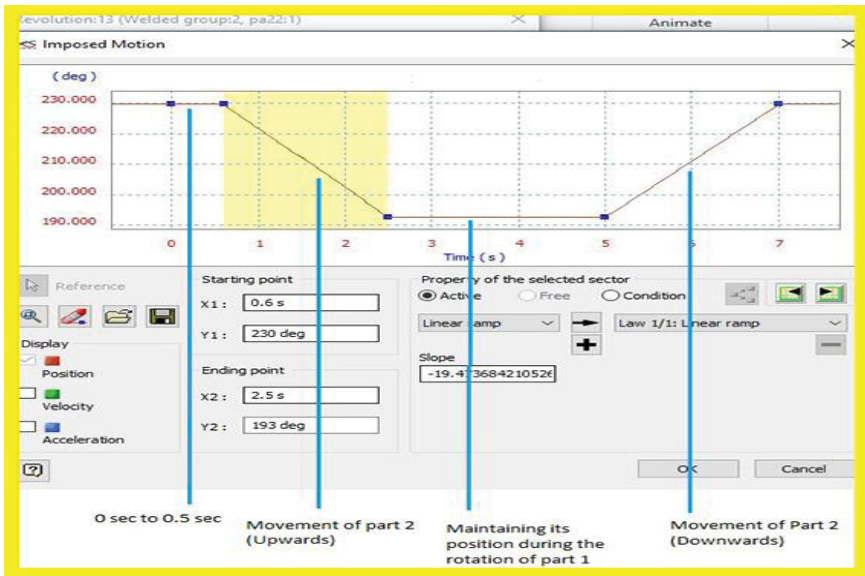 Revolution:13 (Welded group:2, pa22:1)
Animate
Imposed Motion
(deg)
230.000
220.000
210.000
200.000
190.000
0 1 2 3 4 5 6 7
Time (s)
Reference
Display
Position
Velocity
Acceleration
Starting point
X1: 0.6 s
Y1: 230 deg
Ending point
X2: 2.5 s
Y2: 193 deg
Property of the selected sector
Active Free Condition
Linear ramp Law 1/1: Linear ramp
Slope
-19.47368421052
OK Cancel
0 sec to 0.5 sec
Movement of part 2
(Upwards)
Maintaining its
position during the
rotation of part 1
Movement of Part 2
(Downwards)